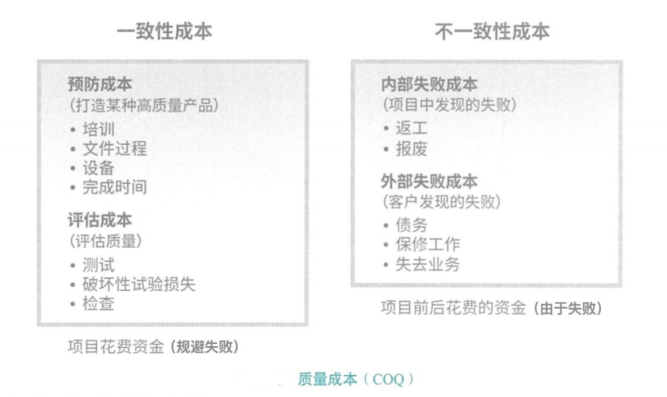 一致性成本
预防成本
(打造某种高质量产品)
• 培训
• 文件过程
• 设备
• 完成时间
评估成本
(评估质量)
• 测试
• 破坏性试验损失
• 检查
项目花费资金 (规避失败)
不一致性成本
内部失败成本
(项目中发现的失败)
• 返工
• 报废
外部失败成本
(客户发现的失败)
• 债务
• 保修工作
• 失去业务
项目前后花费的资金 (由于失败)
质量成本（COQ）